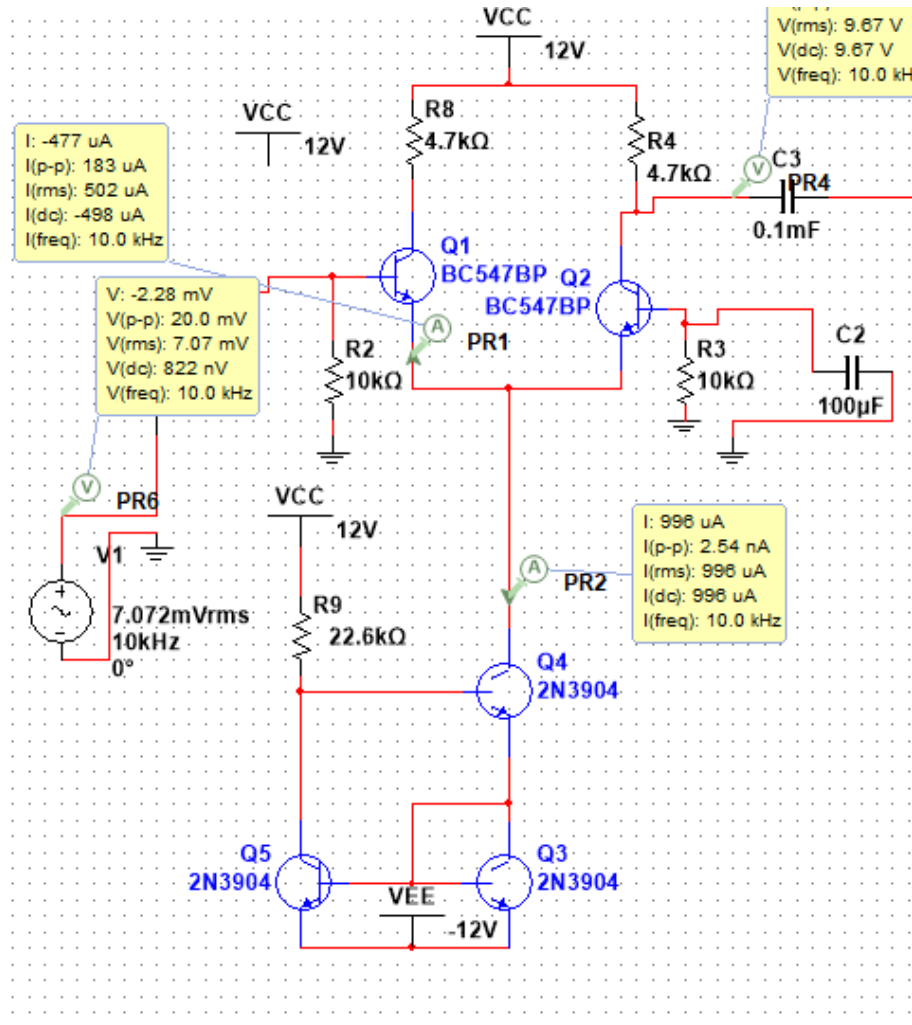 VCC
12V
V(rms): 9.67 V
V(dc): 9.67 V
V(freq): 10.0 kH
VCC
12V
R8
4.7kΩ
R4
4.7kΩ
I: -477 uA
I(p-p): 183 uA
I(rms): 502 uA
I(dc): -498 uA
I(freq): 10.0 kHz
V
C3
PR4
0.1mF
Q1
BC547BP
Q2
BC547BP
V: -2.28 mV
V(p-p): 20.0 mV
V(rms): 7.07 mV
V(dc): 822 nV
V(freq): 10.0 kHz
A
PR1
R2
10kΩ
R3
10kΩ
C2
100µF
V
PR6
VCC
12V
V1
7.072mVrms
10kHz
0°
R9
22.6kΩ
A
PR2
I: 996 uA
I(p-p): 2.54 nA
I(rms): 996 uA
I(dc): 996 uA
I(freq): 10.0 kHz
Q4
2N3904
Q5
2N3904
Q3
2N3904
VEE
-12V